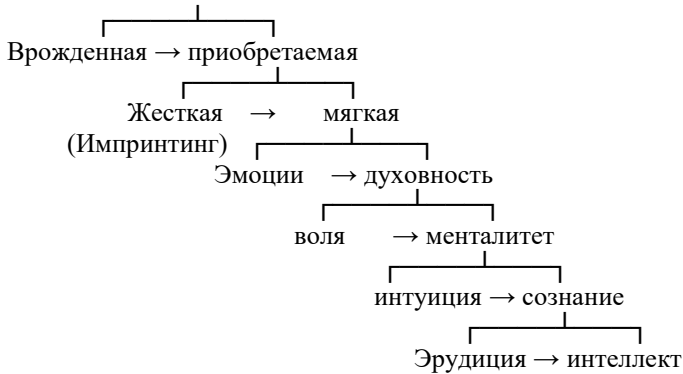 Врожденная → приобретаемая
Жесткая → мягкая
(Импринтинг)
Эмоции → духовность
воля → менталитет
интуиция → сознание
Эрудиция → интеллект